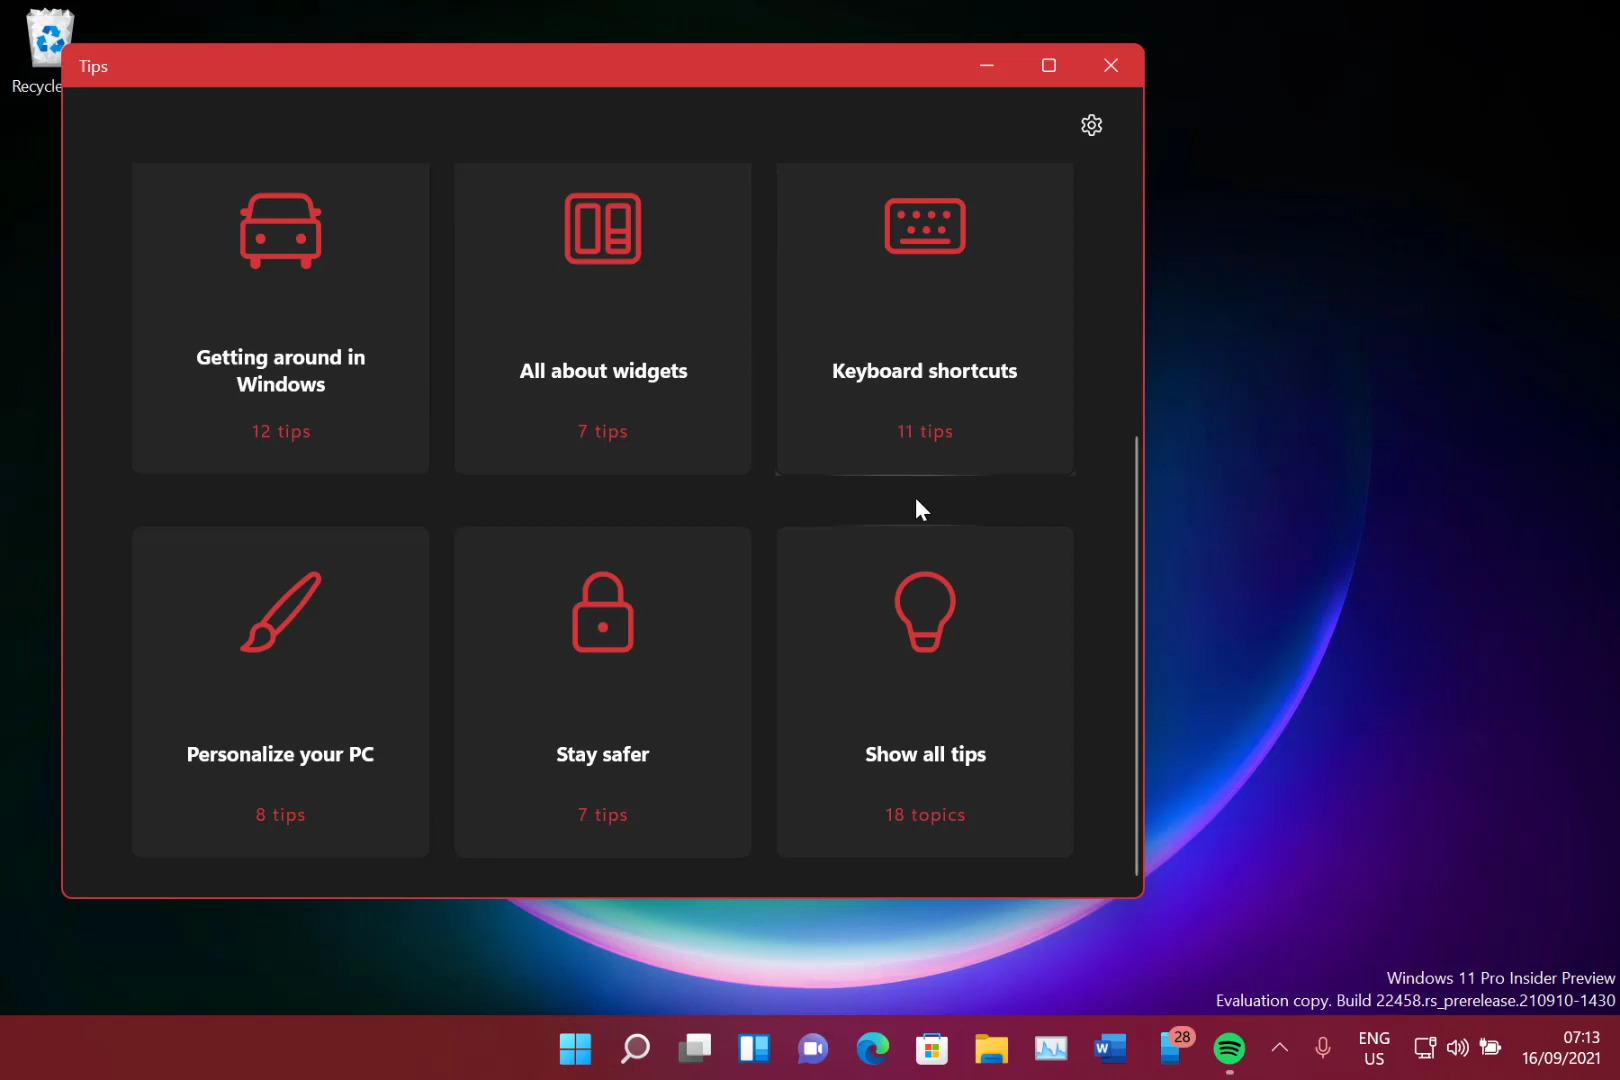 Recycle
Tips
Getting around in
Windows
12 tips
All about widgets
7 tips
Keyboard shortcuts
11 tips
Personalize your PC
8 tips
Stay safer
7 tips
Show all tips
18 topics
Windows 11 Pro Insider Preview
Evaluation copy. Build 22458.rs_prerelease.210910-1430
W
28
ENG
US
07:13
16/09/2021